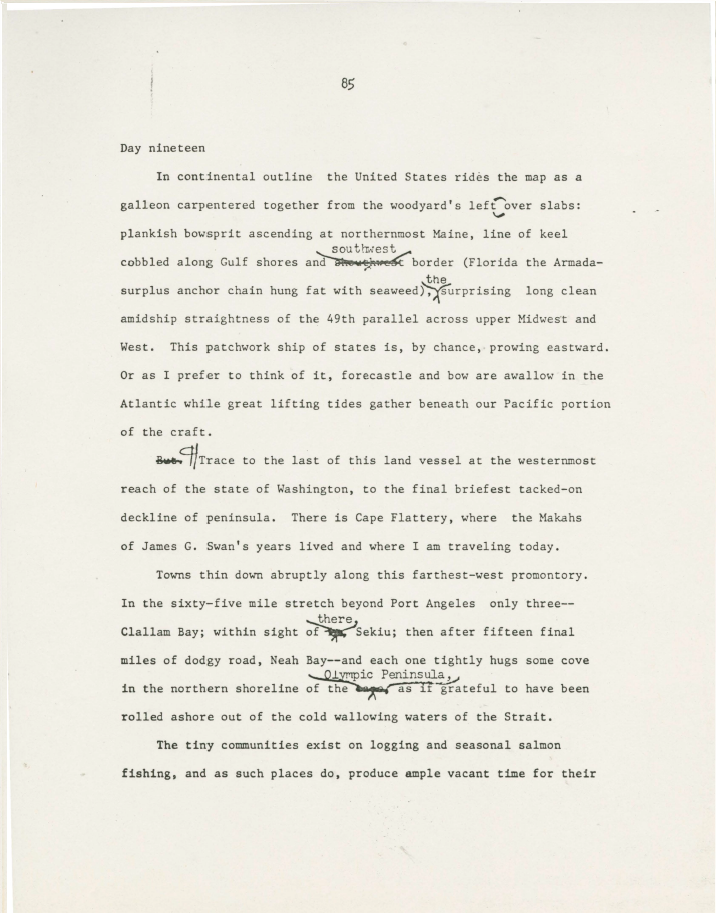 85
Day nineteen
In continental outline the United States rides the map as a
galleon carpentered together from the woodyard's left over slabs:
plankish bowsprit ascending at northernmost Maine, line of keel
southwest
cobbled along Gulf shores and border (Florida the Armada-
the
surplus anchor chain hung fat with seaweed), surprising long clean
amidship straightness of the 49th parallel across upper Midwest and
West. This patchwork ship of states is, by chance, prowing eastward.
Or as I prefer to think of it, forecastle and bow are awallow in the
Atlantic while great lifting tides gather beneath our Pacific portion
of the craft.
But. ¶ Trace to the last of this land vessel at the westernmost
reach of the state of Washington, to the final briefest tacked-on
deckline of peninsula. There is Cape Flattery, where the Makahs
of James G. Swan's years lived and where I am traveling today.
Towns thin down abruptly along this farthest-west promontory.
In the sixty-five mile stretch beyond Port Angeles only three--
there,
Clallam Bay; within sight of Sekiu; then after fifteen final
miles of dodgy road, Neah Bay--and each one tightly hugs some cove
Olympic Peninsula,
in the northern shoreline of the as if grateful to have been
rolled ashore out of the cold wallowing waters of the Strait.
The tiny communities exist on logging and seasonal salmon
fishing, and as such places do, produce ample vacant time for their